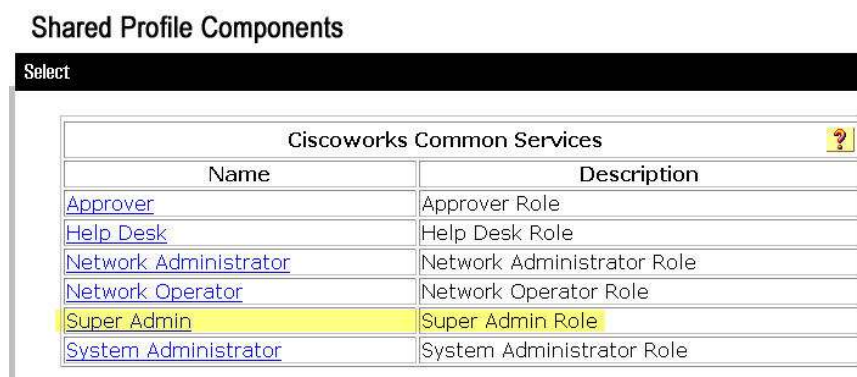 Shared Profile Components
Select
Ciscoworks Common Services ?
Name Description
Approver Approver Role
Help Desk Help Desk Role
Network Administrator Network Administrator Role
Network Operator Network Operator Role
Super Admin Super Admin Role
System Administrator System Administrator Role